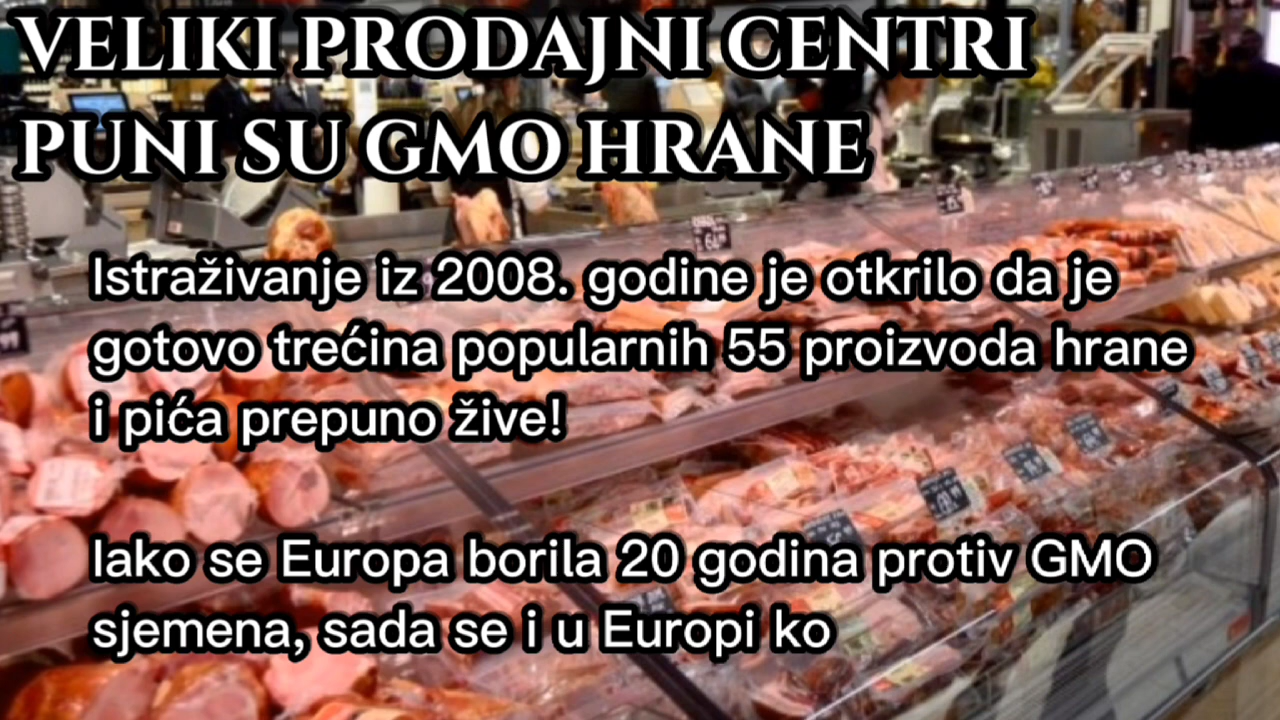 VELIKI PRODAJNI CENTRI
PUNI SU GMO HRANE
Istraživanje iz 2008. godine je otkrilo da je
gotovo trećina popularnih 55 proizvoda hrane
i pića prepuno žive!
Iako se Europa borila 20 godina protiv GMO
sjemena, sada se i u Europi ko